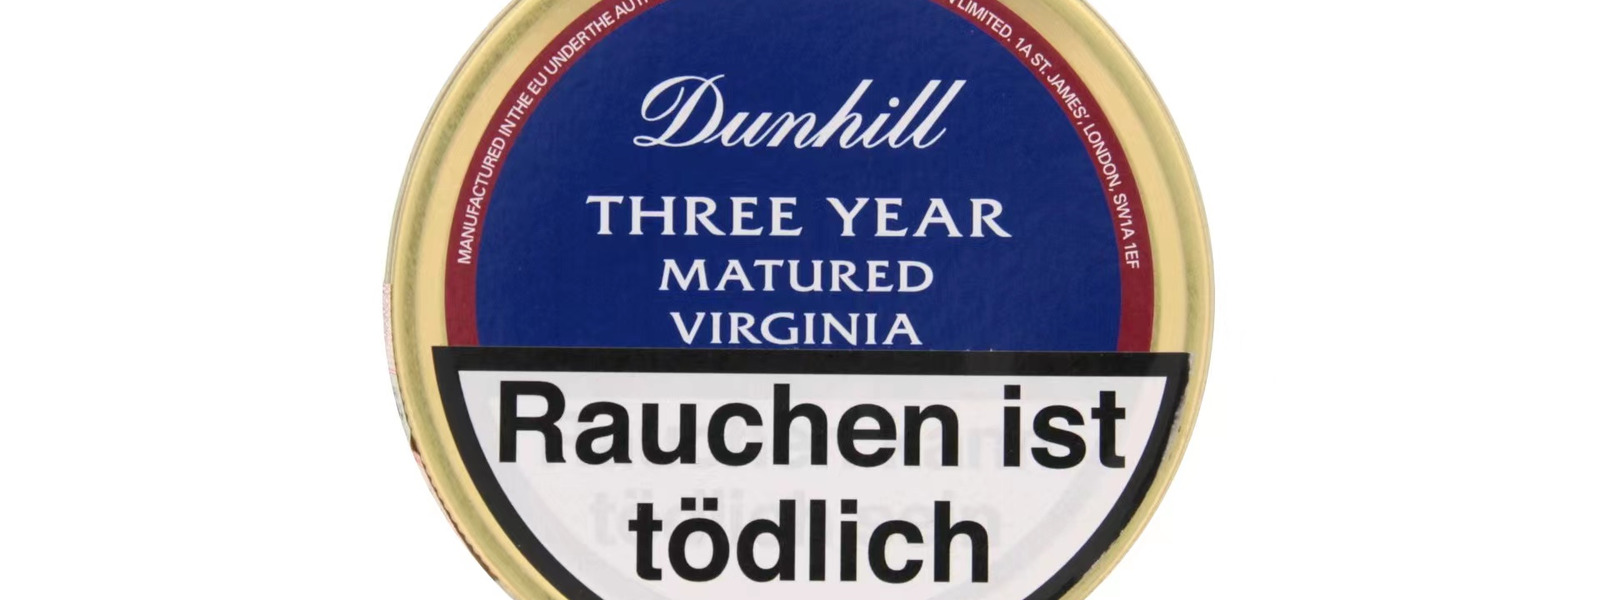 MANUFACTURED IN THE EU UNDER THE
LIMITED. 1A ST. JAMES', LONDON, SW1A 1EF
Dunhill
THREE YEAR
MATURED
VIRGINIA
Rauchen ist
tödlich